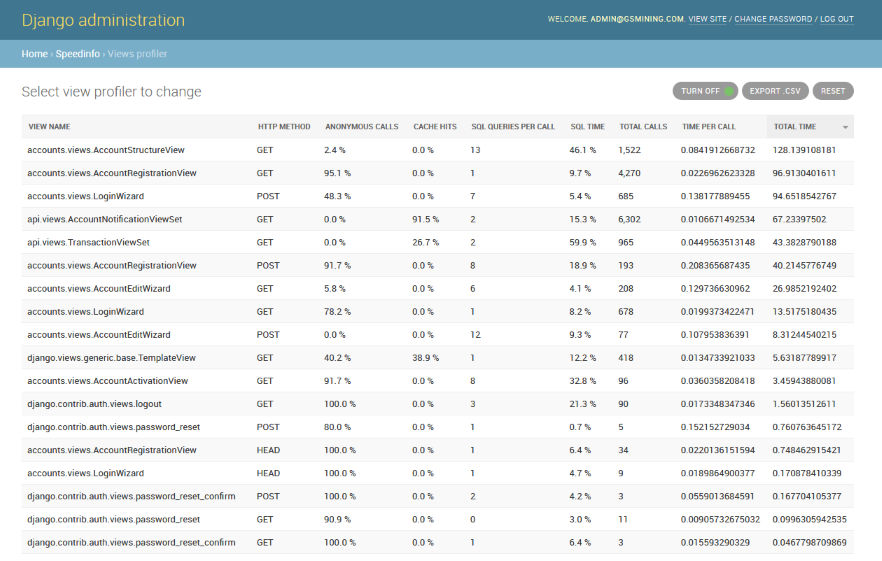 Django administration
WELCOME, ADMIN@GSMINING.COM. VIEW SITE / CHANGE PASSWORD / LOG OUT
Home › Speedinfo › Views profiler
Select view profiler to change
TURN OFF EXPORT .CSV RESET
VIEW NAME HTTP METHOD ANONYMOUS CALLS CACHE HITS SQL QUERIES PER CALL SQL TIME TOTAL CALLS TIME PER CALL TOTAL TIME
accounts.views.AccountStructureView GET 2.4 % 0.0 % 13 46.1 % 1,522 0.0841912668732 128.139108181
accounts.views.AccountRegistrationView GET 95.1 % 0.0 % 1 9.7 % 4,270 0.0226962623328 96.9130401611
accounts.views.LoginWizard POST 48.3 % 0.0 % 7 5.4 % 685 0.138177889455 94.6518542767
api.views.AccountNotificationViewSet GET 0.0 % 91.5 % 2 15.3 % 6,302 0.0106671492534 67.23397502
api.views.TransactionViewSet GET 0.0 % 26.7 % 2 59.9 % 965 0.0449563513148 43.3828790188
accounts.views.AccountRegistrationView POST 91.7 % 0.0 % 8 18.9 % 193 0.208365687435 40.2145776749
accounts.views.AccountEditWizard GET 5.8 % 0.0 % 6 4.1 % 208 0.129736630962 26.9852192402
accounts.views.LoginWizard GET 78.2 % 0.0 % 1 8.2 % 678 0.0199373422471 13.5175180435
accounts.views.AccountEditWizard POST 0.0 % 0.0 % 12 9.3 % 77 0.107953836391 8.31244540215
django.views.generic.base.TemplateView GET 40.2 % 38.9 % 1 12.2 % 418 0.0134733921033 5.63187789917
accounts.views.AccountActivationView GET 91.7 % 0.0 % 8 32.8 % 96 0.0360358208418 3.45943880081
django.contrib.auth.views.logout GET 100.0 % 0.0 % 3 21.3 % 90 0.0173348347346 1.56013512611
django.contrib.auth.views.password_reset POST 80.0 % 0.0 % 1 0.7 % 5 0.152152729034 0.760763645172
accounts.views.AccountRegistrationView HEAD 100.0 % 0.0 % 1 6.4 % 34 0.0220136151594 0.748462915421
accounts.views.LoginWizard HEAD 100.0 % 0.0 % 1 4.7 % 9 0.0189864900377 0.170878410339
django.contrib.auth.views.password_reset_confirm POST 100.0 % 0.0 % 2 4.2 % 3 0.0559013684591 0.167704105377
django.contrib.auth.views.password_reset GET 90.9 % 0.0 % 0 3.0 % 11 0.00905732675032 0.0996305942535
django.contrib.auth.views.password_reset_confirm GET 100.0 % 0.0 % 1 6.4 % 3 0.015593290329 0.0467798709869